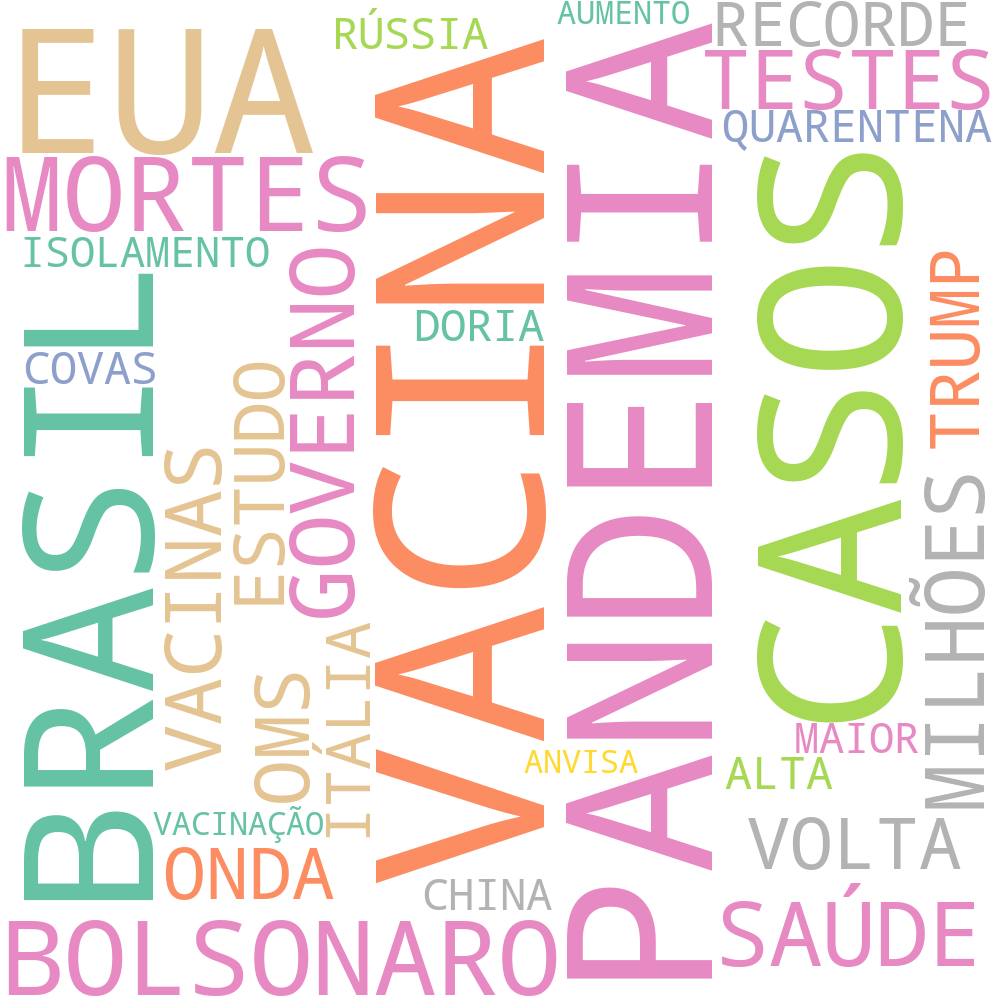 AUMENTO
RECORDE
RÚSSIA
EUA
TESTES
QUARENTENA
MORTES
ISOLAMENTO
VACINA
PANDEMIA
CASOS
TRUMP
BRASIL
GOVERNO
DORIA
COVAS
ESTUDO
VACINAS
MILHÕES
ITÁLIA
OMS
MAIOR
ANVISA
ALTA
VACINAÇÃO
VOLTA
ONDA
CHINA
SAÚDE
BOLSONARO